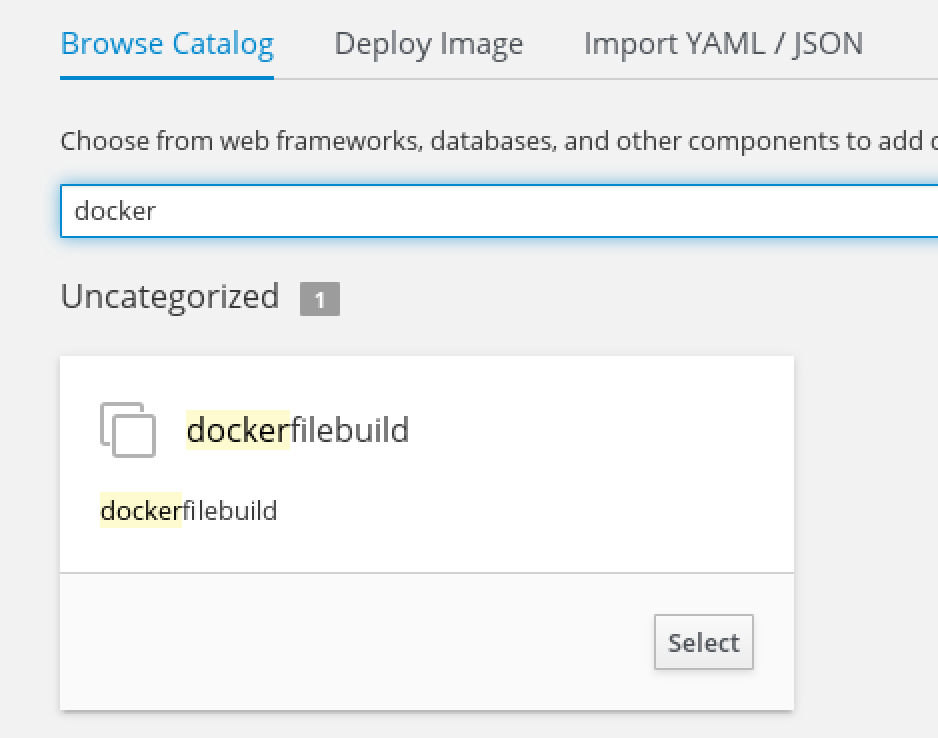 Browse Catalog Deploy Image Import YAML / JSON
Choose from web frameworks, databases, and other components to add
docker
Uncategorized 1
dockerfilebuild
dockerfilebuild
Select